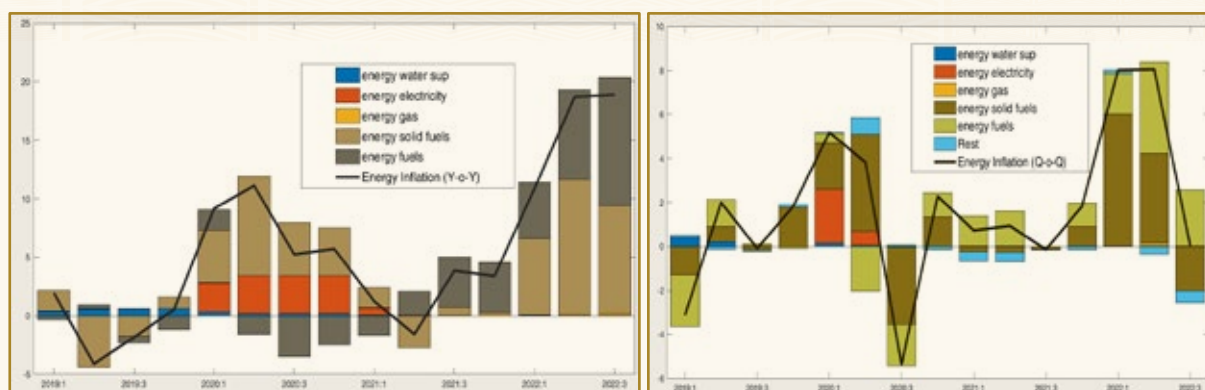 25
20
15
10
5
0
-5
energy water sup
energy electricity
energy gas
energy solid fuels
energy fuels
Energy Inflation (Y-o-Y)
2019:1 2019:3 2020:1 2020:3 2021:1 2021:3 2022:1 2022:3
10
8
6
4
2
0
-2
-4
-6
energy water sup
energy electricity
energy gas
energy solid fuels
energy fuels
Rest
Energy Inflation (Q-o-Q)
2019:1 2019:3 2020:1 2020:3 2021:1 2021:3 2022:1 2022:3